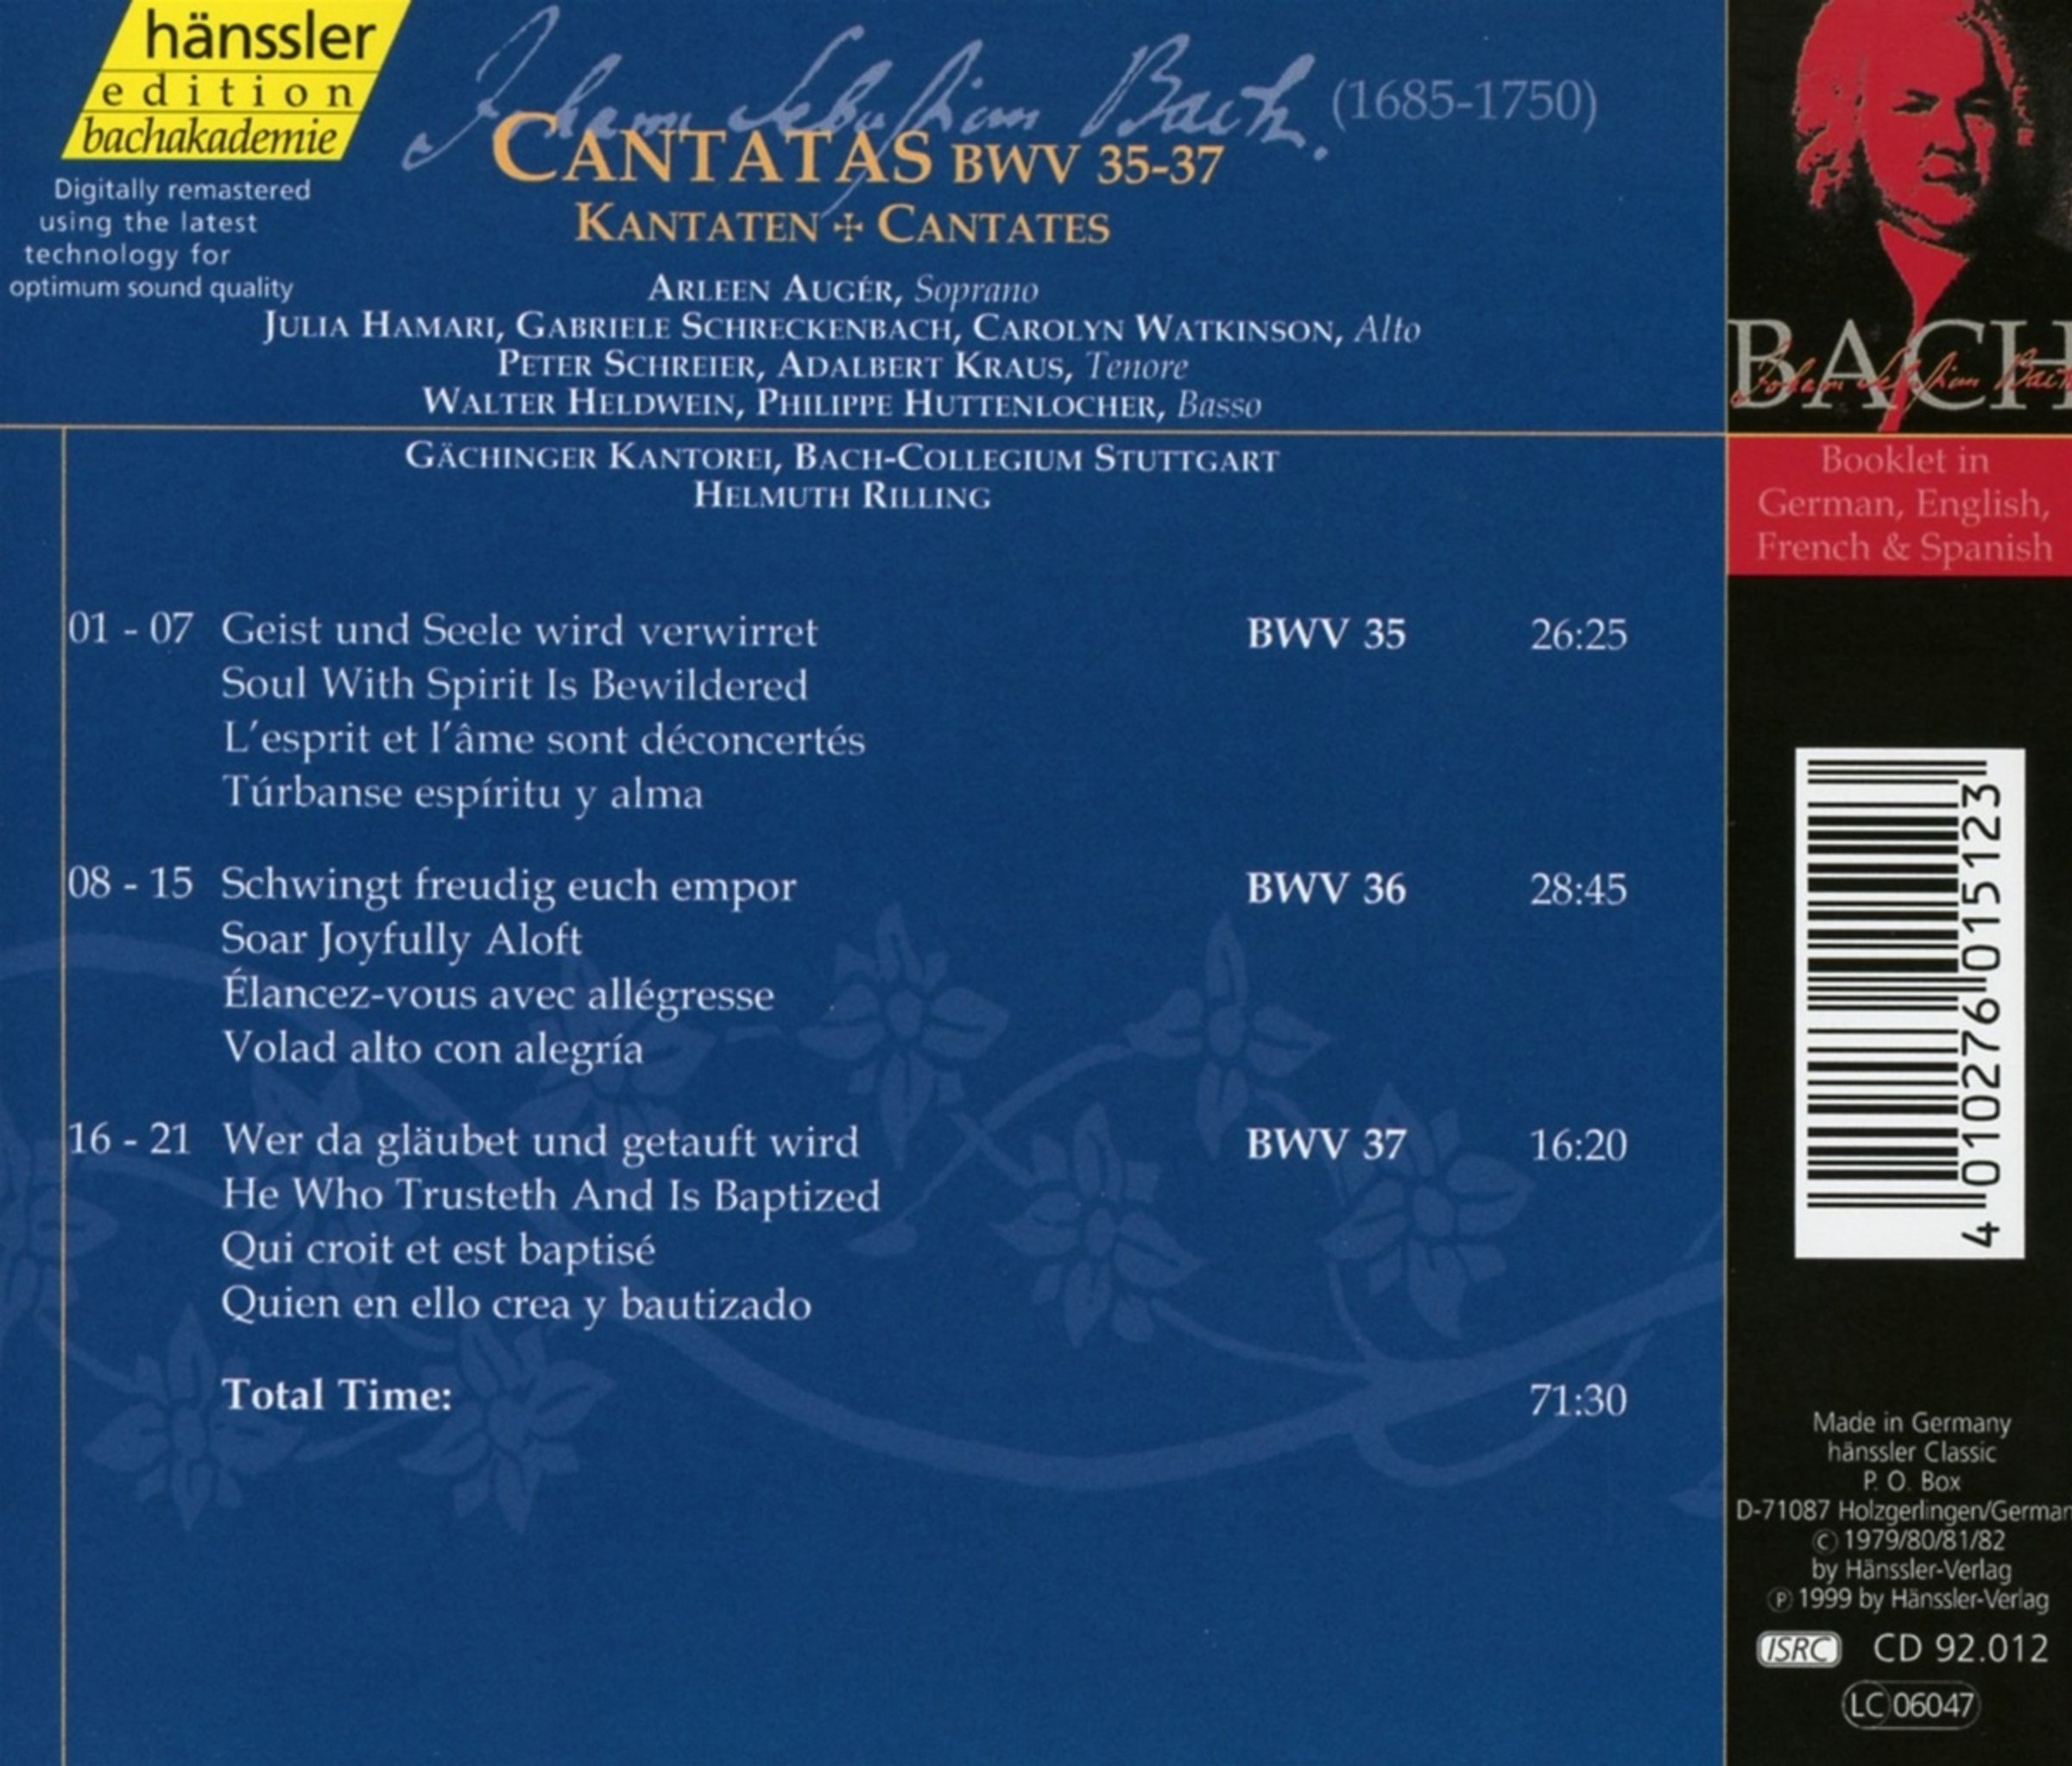 hänssler
edition
bachakademie
Digitally remastered
using the latest
technology for
optimum sound quality
Johann Sebastian Bach. (1685-1750)
CANTATAS BWV 35-37
KANTATEN ✢ CANTATES
ARLEEN AUGÉR, Soprano
JULIA HAMARI, GABRIELE SCHRECKENBACH, CAROLYN WATKINSON, Alto
PETER SCHREIER, ADALBERT KRAUS, Tenore
WALTER HELDWEIN, PHILIPPE HUTTENLOCHER, Basso
GÄCHINGER KANTOREI, BACH-COLLEGIUM STUTTGART
HELMUTH RILLING
01 - 07 Geist und Seele wird verwirret BWV 35 26:25
Soul With Spirit Is Bewildered
L'esprit et l'âme sont déconcertés
Túrbanse espíritu y alma
08 - 15 Schwingt freudig euch empor BWV 36 28:45
Soar Joyfully Aloft
Élancez-vous avec allégresse
Volad alto con alegría
16 - 21 Wer da gläubet und getauft wird BWV 37 16:20
He Who Trusteth And Is Baptized
Qui croit et est baptisé
Quien en ello crea y bautizado
Total Time: 71:30
BACH
Johann Sebastian Bach
Booklet in
German, English,
French & Spanish
4 010276 015123
Made in Germany
hänssler Classic
P. O. Box
D-71087 Holzgerlingen/German
© 1979/80/81/82
by Hänssler-Verlag
℗ 1999 by Hänssler-Verlag
ISRC CD 92.012
LC 06047